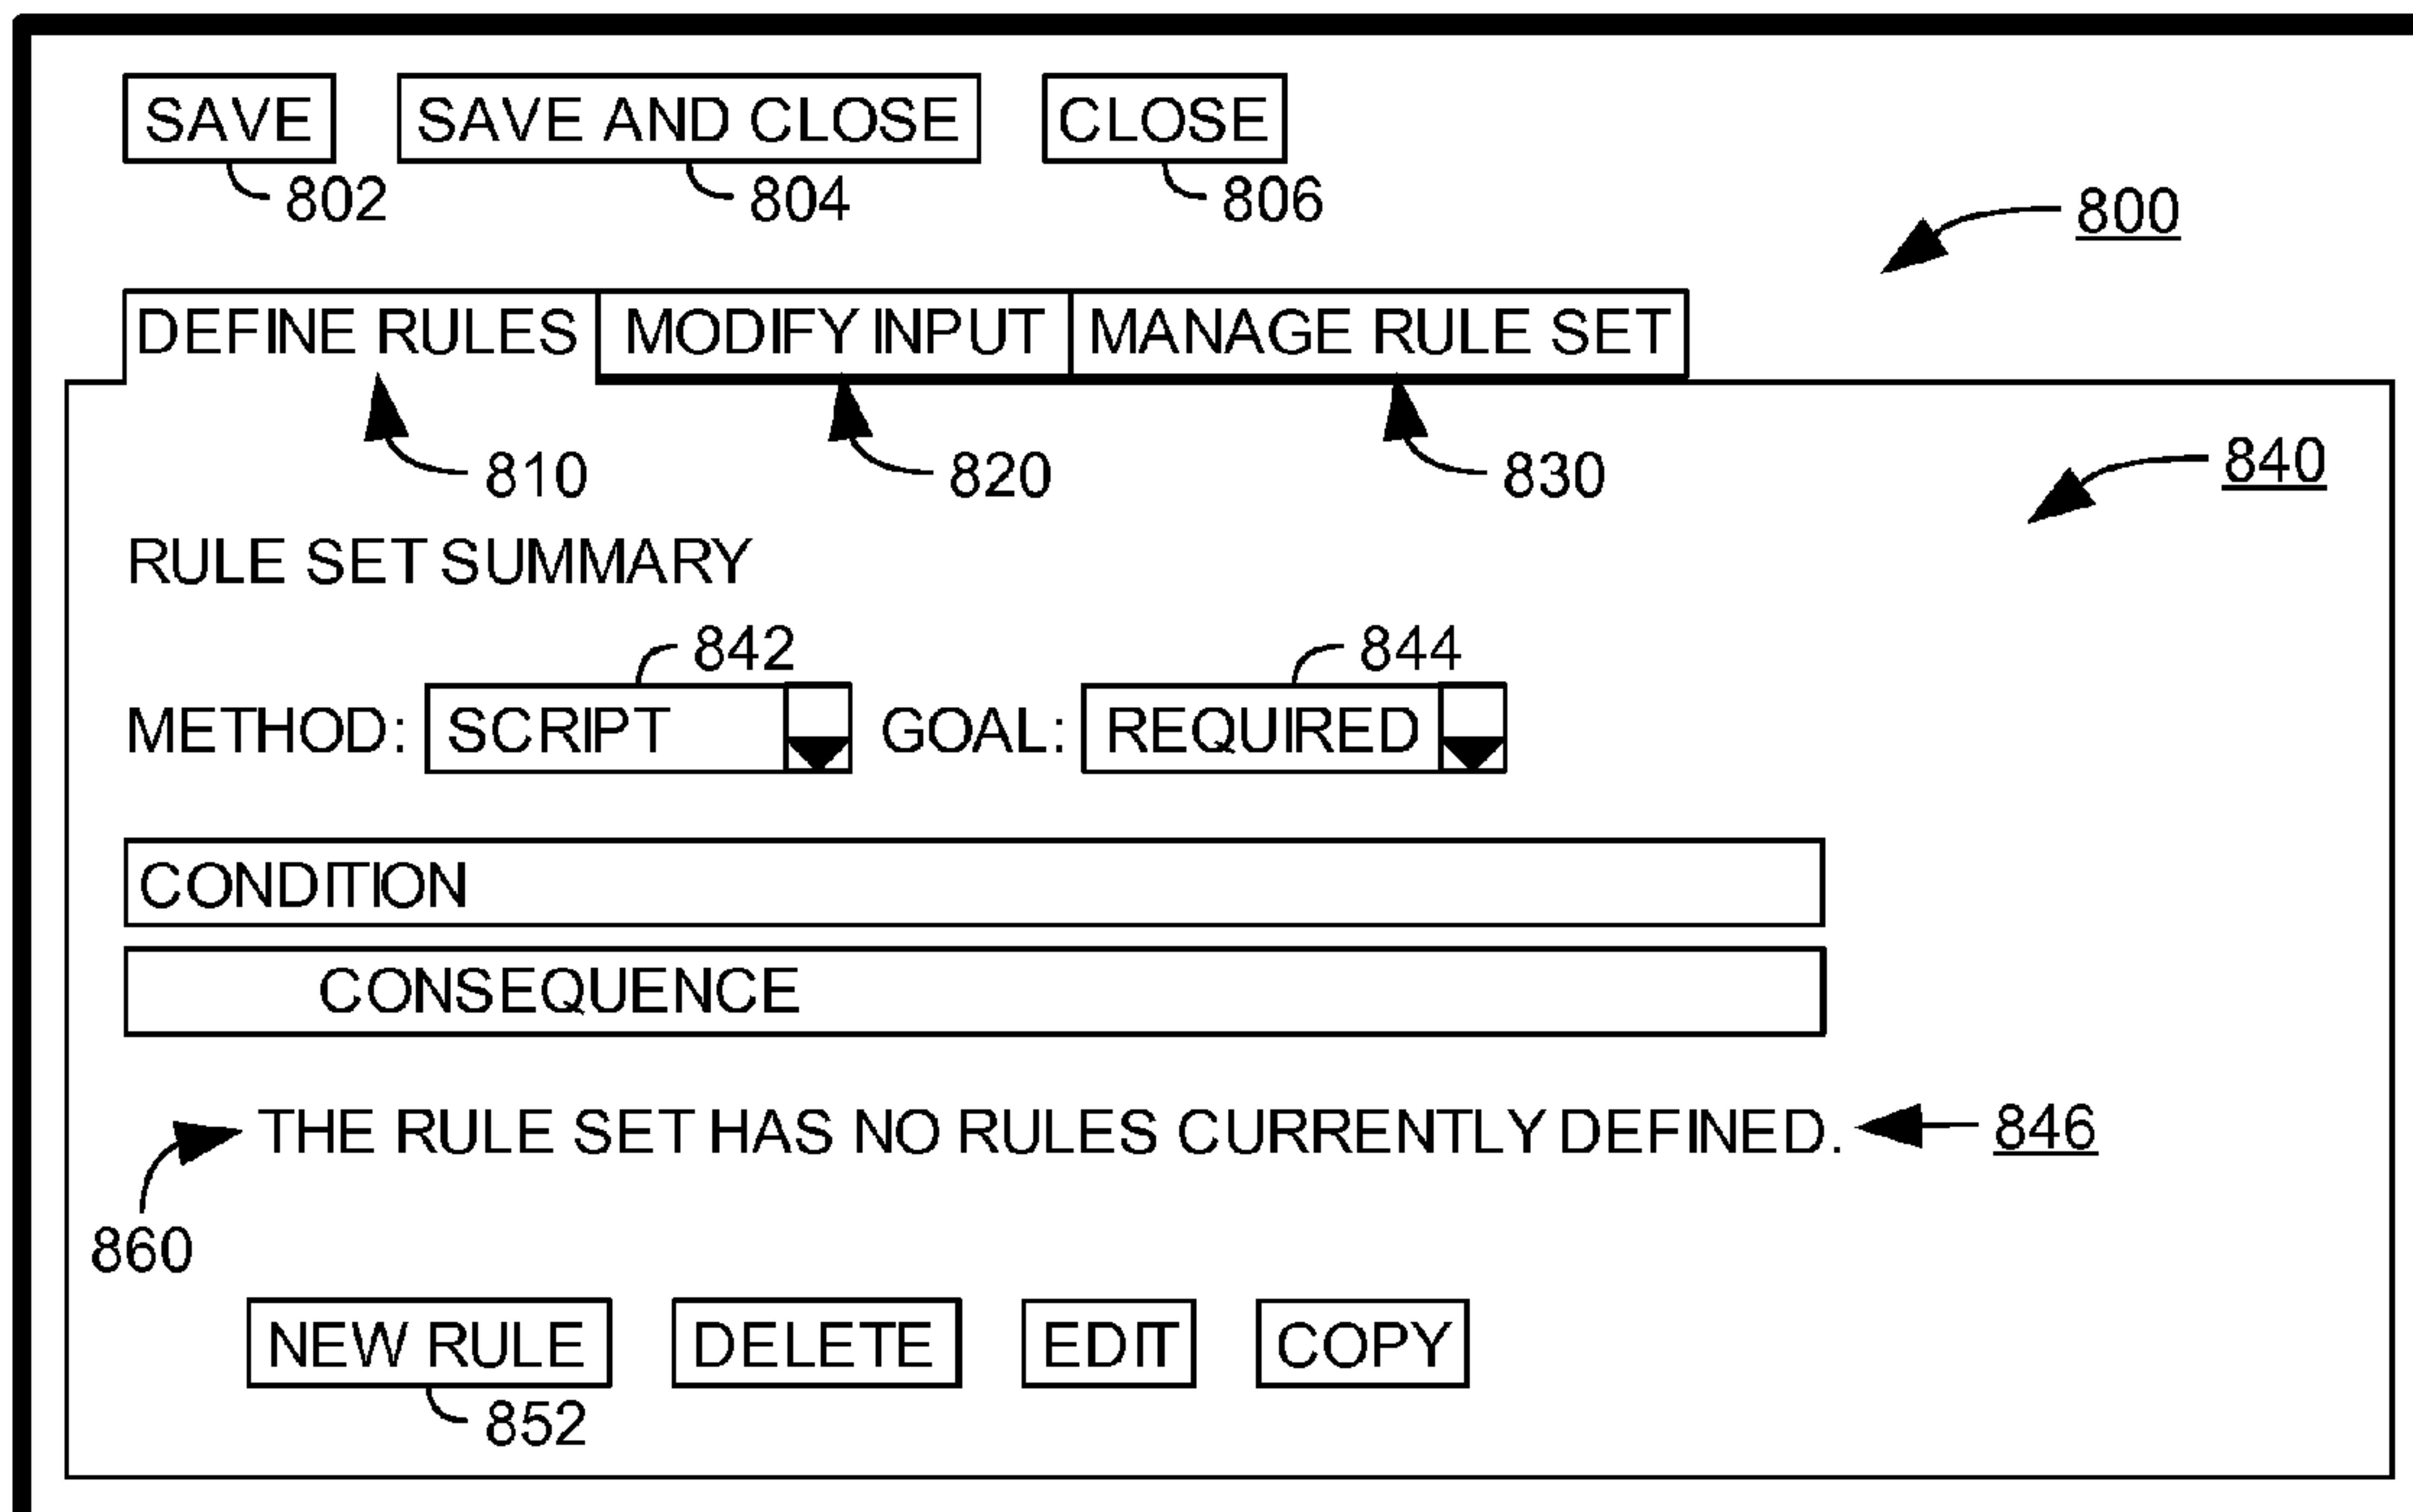 SAVE SAVE AND CLOSE CLOSE
802 804 806
800
DEFINE RULES MODIFY INPUT MANAGE RULE SET
810 820 830
840
RULE SET SUMMARY
842 844
METHOD: SCRIPT GOAL: REQUIRED
CONDITION
CONSEQUENCE
THE RULE SET HAS NO RULES CURRENTLY DEFINED. 846
860
NEW RULE DELETE EDIT COPY
852